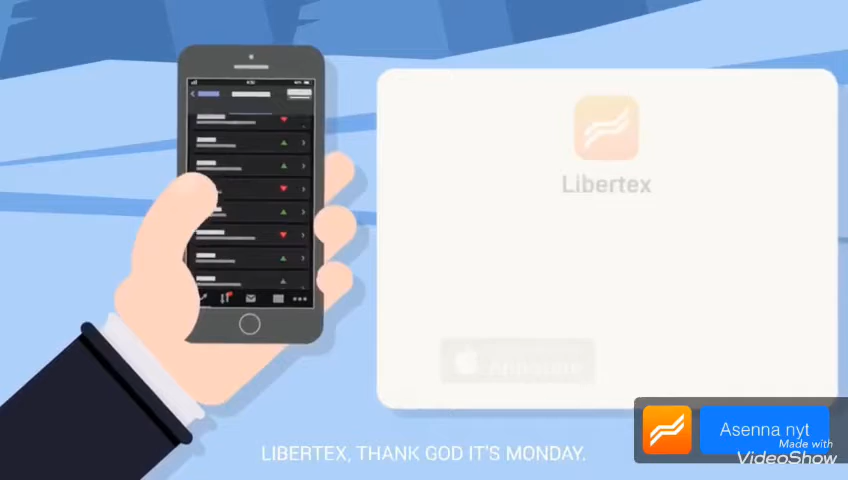 Libertex
LIBERTEX, THANK GOD IT'S MONDAY.
Asenna nyt
Made with
VideoShow